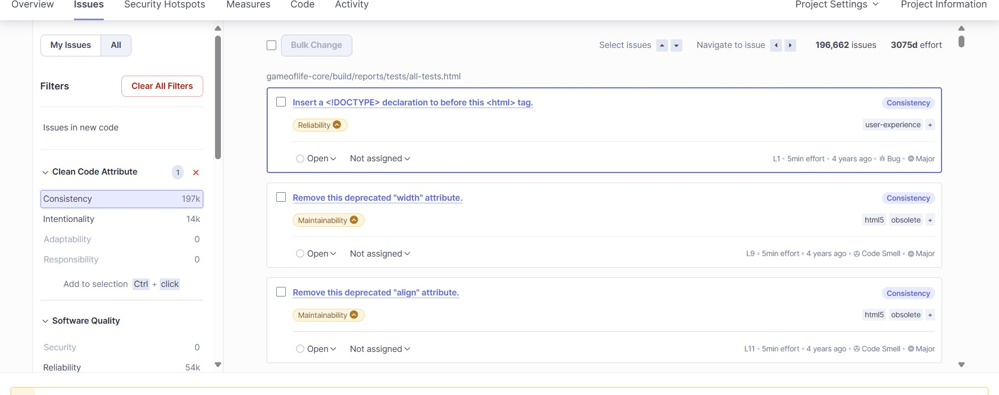 Overview Issues Security Hotspots Measures Code Activity Project Settings Project Information
My Issues All
Filters Clear All Filters
Issues in new code
Clean Code Attribute 1
Consistency 197k
Intentionality 14k
Adaptability 0
Responsibility 0
Add to selection Ctrl + click
Software Quality
Security 0
Reliability 54k
Bulk Change Select issues Navigate to issue 196,662 issues 3075d effort
gameoflife-core/build/reports/tests/all-tests.html
Insert a <!DOCTYPE> declaration to before this <html> tag. Consistency
Reliability user-experience +
Open Not assigned L1 • 5min effort • 4 years ago • Bug • Major
Remove this deprecated "width" attribute. Consistency
Maintainability html5 obsolete +
Open Not assigned L9 • 5min effort • 4 years ago • Code Smell • Major
Remove this deprecated "align" attribute. Consistency
Maintainability html5 obsolete +
Open Not assigned L11 • 5min effort • 4 years ago • Code Smell • Major